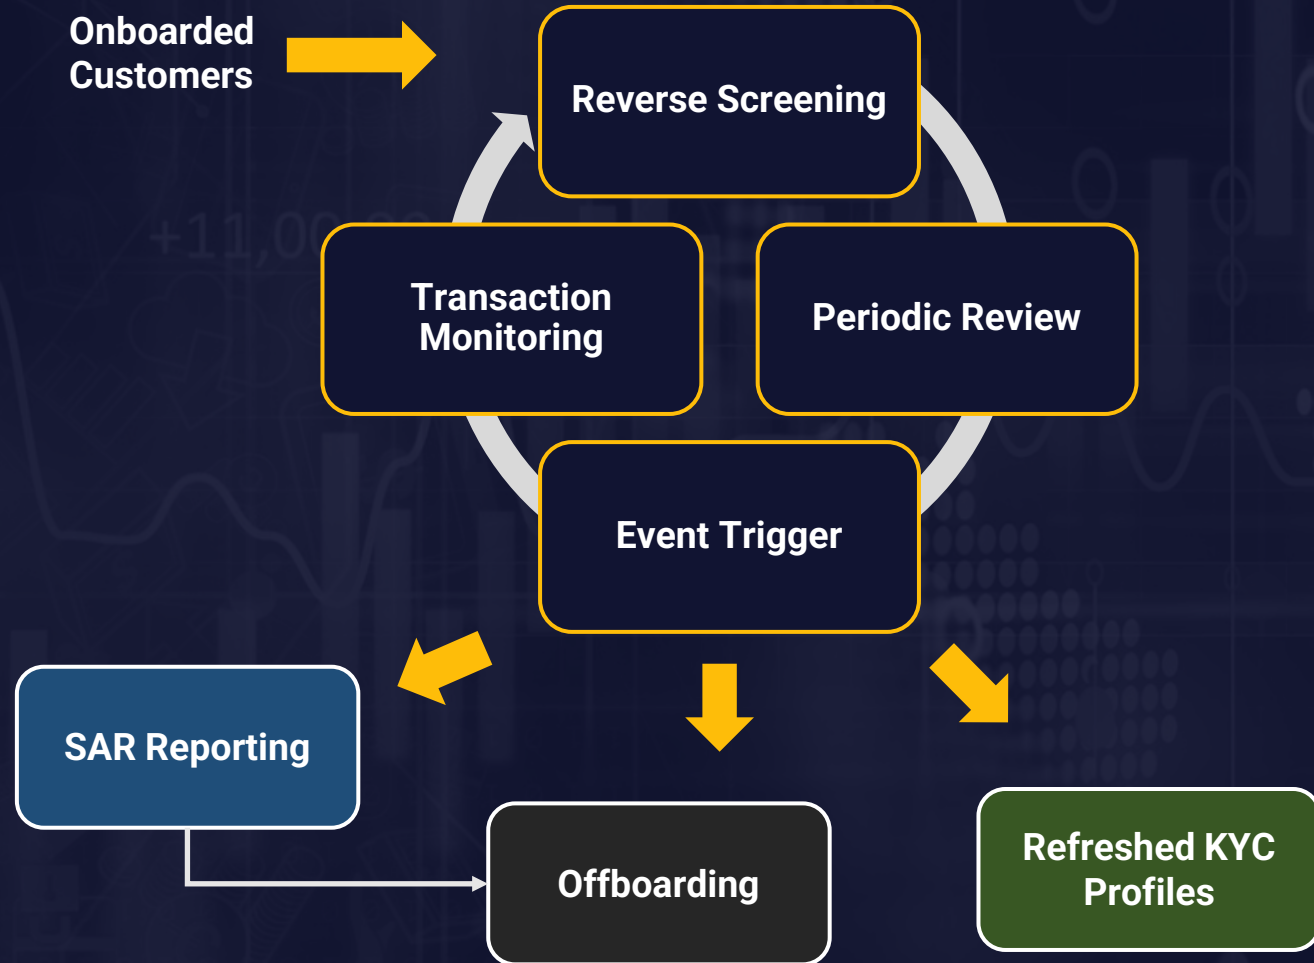 Onboarded
Customers
Reverse Screening
Transaction
Monitoring
Periodic Review
Event Trigger
SAR Reporting
Offboarding
Refreshed KYC
Profiles